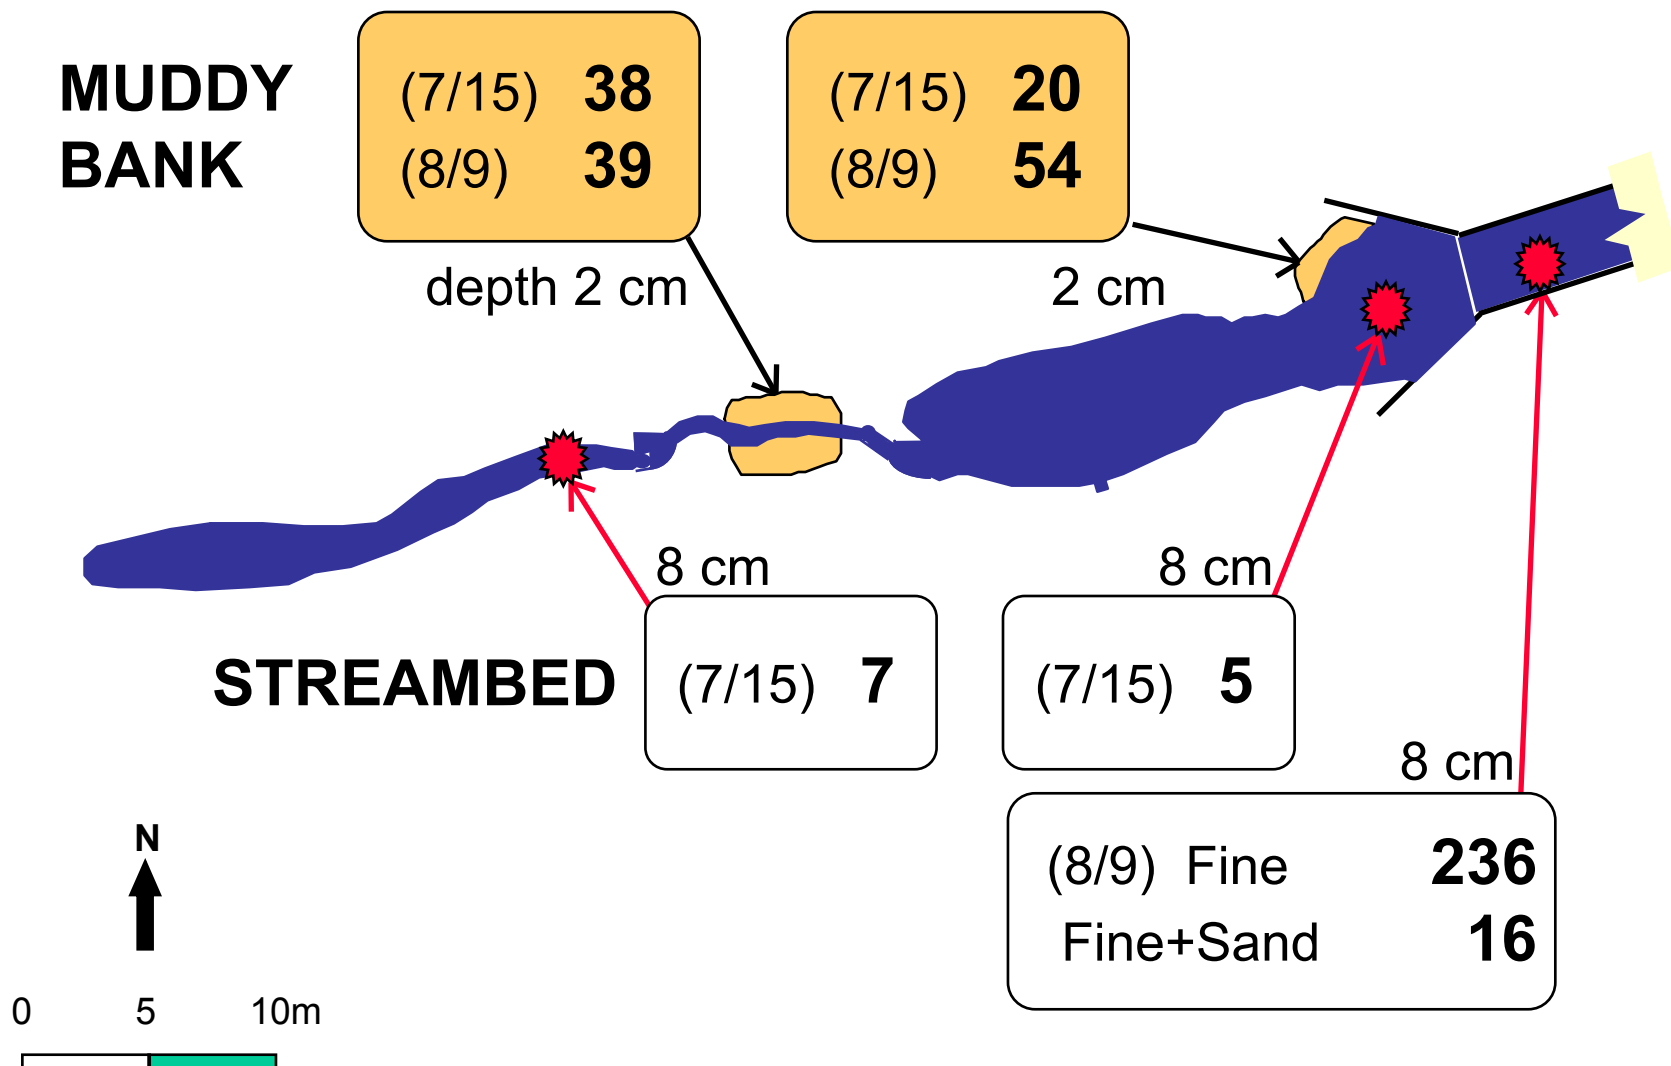 MUDDY
BANK
(7/15) 38
(8/9) 39
(7/15) 20
(8/9) 54
depth 2 cm
2 cm
8 cm
8 cm
STREAMBED
(7/15) 7
(7/15) 5
8 cm
(8/9) Fine 236
Fine+Sand 16
N
0 5 10m